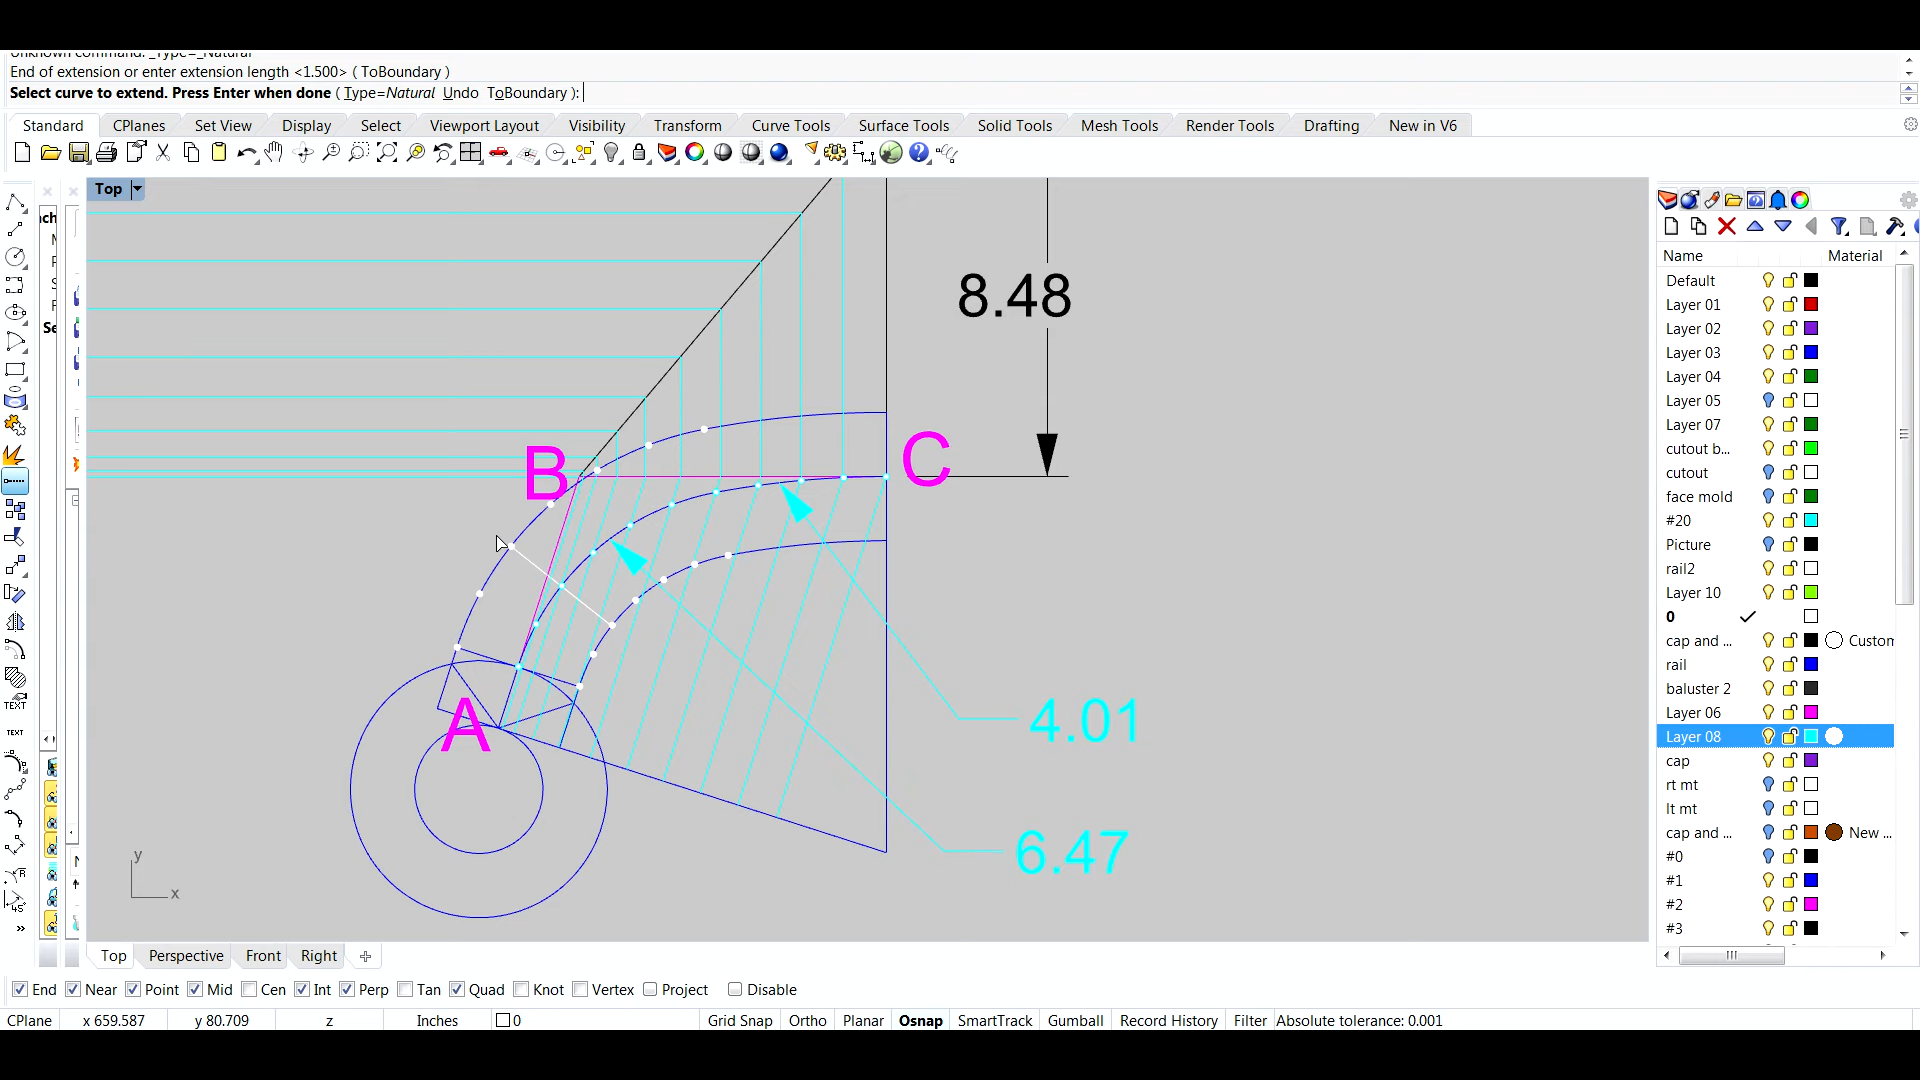 Unknown command: _Type=_Natural
End of extension or enter extension length <1.500> ( ToBoundary )
Select curve to extend. Press Enter when done ( Type=Natural Undo ToBoundary ):
Standard CPlanes Set View Display Select Viewport Layout Visibility Transform Curve Tools Surface Tools Solid Tools Mesh Tools Render Tools Drafting New in V6
Top
Name Material
Default
Layer 01
Layer 02
Layer 03
Layer 04
Layer 05
Layer 07
cutout b...
cutout
face mold
#20
Picture
rail2
Layer 10
0
cap and ... Custom
rail
baluster 2
Layer 06
Layer 08
cap
rt mt
lt mt
cap and ... New ...
#0
#1
#2
#3
8.48
B
C
A
4.01
6.47
y
x
TEXT
TEXT
Top Perspective Front Right
End Near Point Mid Cen Int Perp Tan Quad Knot Vertex Project Disable
CPlane x 659.587 y 80.709 z Inches 0 Grid Snap Ortho Planar Osnap SmartTrack Gumball Record History Filter Absolute tolerance: 0.001